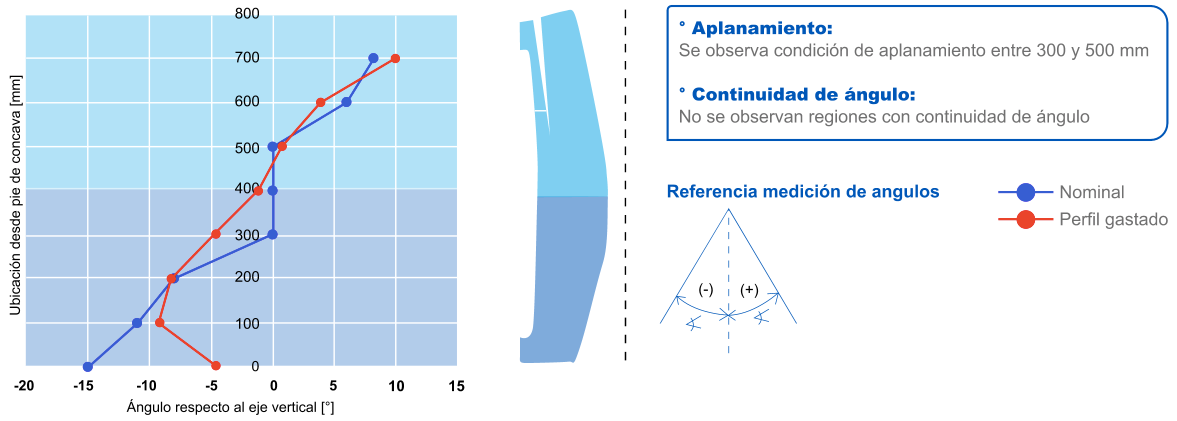 800
700
600
500
400
300
200
100
0
Ubicación desde pie de concava [mm]
-20 -15 -10 -5 0 5 10 15
Ángulo respecto al eje vertical [°]
° Aplanamiento:
Se observa condición de aplanamiento entre 300 y 500 mm
° Continuidad de ángulo:
No se observan regiones con continuidad de ángulo
Referencia medición de angulos
Nominal
Perfil gastado
(-) (+)
∢ ∢